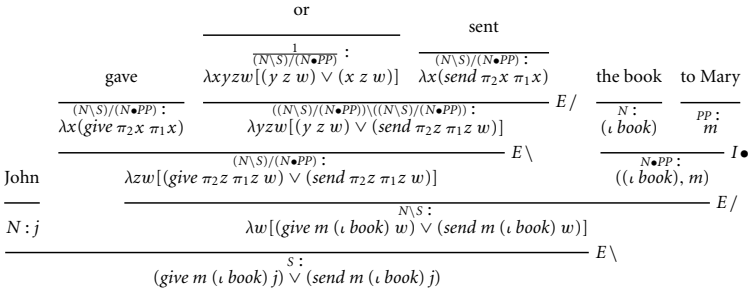 or
sent
1
(N\S)/(N•PP) :
(N\S)/(N•PP) :
gave
λxyzw[(y z w) ∨ (x z w)]
λx(send π₂x π₁x)
the book
to Mary
E/
(N\S)/(N•PP) :
((N\S)/(N•PP))\((N\S)/(N•PP)) :
N :
PP :
λx(give π₂x π₁x)
λyzw[(y z w) ∨ (send π₂z π₁z w)]
(ι book)
m
E\
I•
(N\S)/(N•PP) :
N•PP :
John
λzw[(give π₂z π₁z w) ∨ (send π₂z π₁z w)]
((ι book), m)
E/
N\S :
N : j
λw[(give m (ι book) w) ∨ (send m (ι book) w)]
E\
S :
(give m (ι book) j) ∨ (send m (ι book) j)